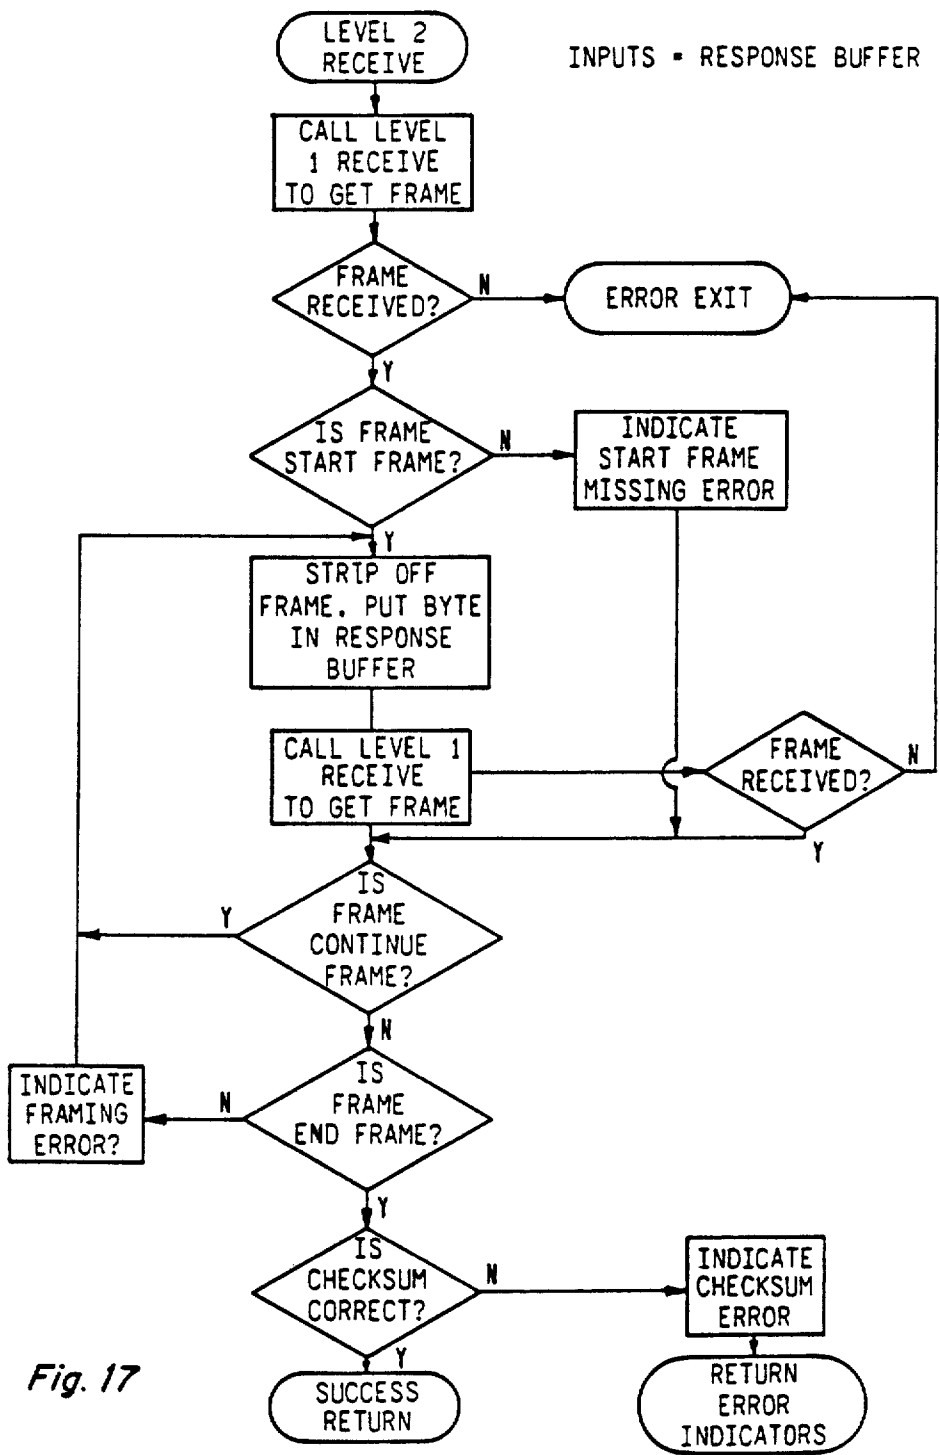 LEVEL 2
RECEIVE
INPUTS = RESPONSE BUFFER
CALL LEVEL
1 RECEIVE
TO GET FRAME
FRAME
RECEIVED?
N
ERROR EXIT
Y
IS FRAME
START FRAME?
N
INDICATE
START FRAME
MISSING ERROR
Y
STRIP OFF
FRAME. PUT BYTE
IN RESPONSE
BUFFER
CALL LEVEL 1
RECEIVE
TO GET FRAME
FRAME
RECEIVED?
N
Y
IS
FRAME
CONTINUE
FRAME?
Y
N
INDICATE
FRAMING
ERROR?
N
IS
FRAME
END FRAME?
Y
IS
CHECKSUM
CORRECT?
N
INDICATE
CHECKSUM
ERROR
Y
SUCCESS
RETURN
RETURN
ERROR
INDICATORS
Fig. 17